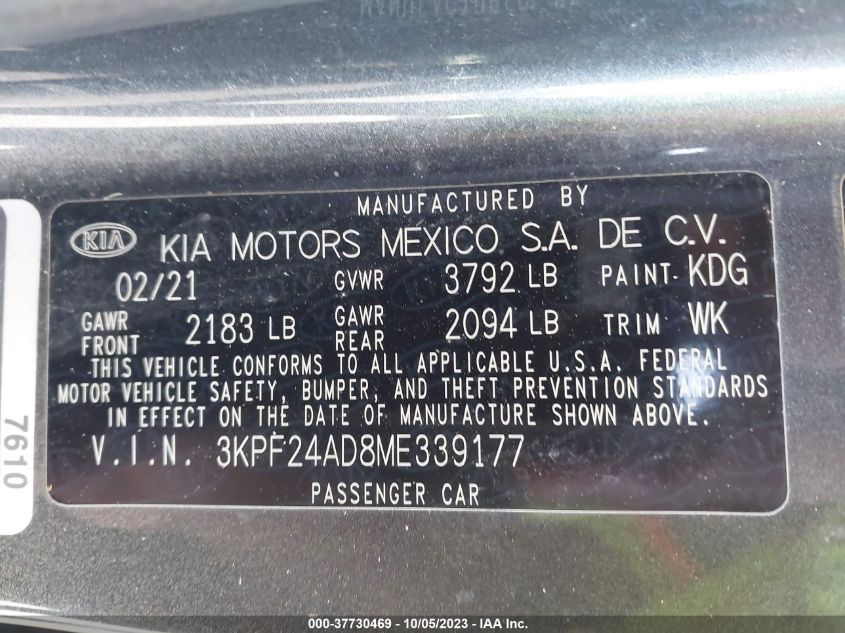 MANUFACTURED BY
KIA KIA MOTORS MEXICO S.A. DE C.V.
02/21 GVWR 3792 LB PAINT-KDG
GAWR FRONT 2183 LB GAWR REAR 2094 LB TRIM WK
THIS VEHICLE CONFORMS TO ALL APPLICABLE U.S.A. FEDERAL
MOTOR VEHICLE SAFETY, BUMPER, AND THEFT PREVENTION STANDARDS
IN EFFECT ON THE DATE OF MANUFACTURE SHOWN ABOVE.
V.I.N. 3KPF24AD8ME339177
PASSENGER CAR
7610
000-37730469 - 10/05/2023 - IAA Inc.